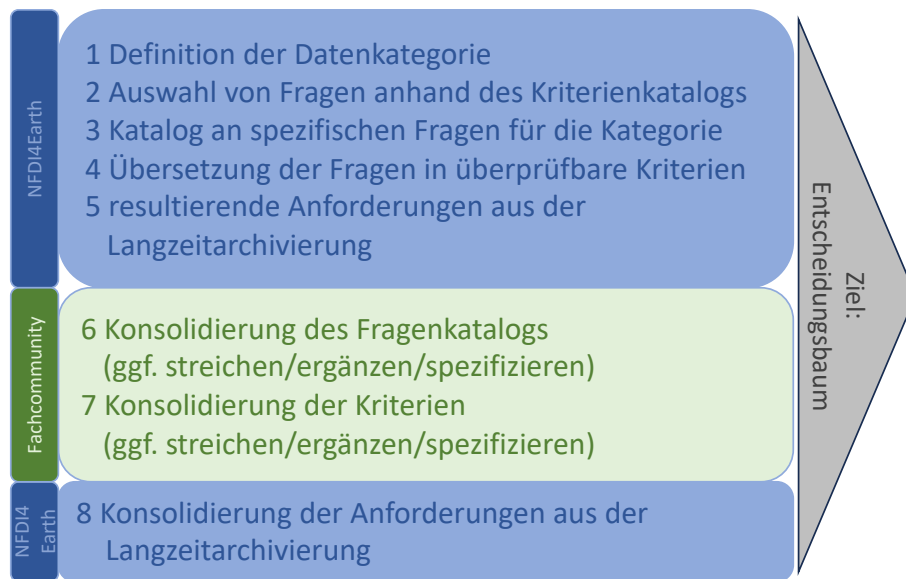 NFDI4Earth
1 Definition der Datenkategorie
2 Auswahl von Fragen anhand des Kriterienkatalogs
3 Katalog an spezifischen Fragen für die Kategorie
4 Übersetzung der Fragen in überprüfbare Kriterien
5 resultierende Anforderungen aus der
Langzeitarchivierung
Fachcommunity
6 Konsolidierung des Fragenkatalogs
(ggf. streichen/ergänzen/spezifizieren)
7 Konsolidierung der Kriterien
(ggf. streichen/ergänzen/spezifizieren)
NFDI4
Earth
8 Konsolidierung der Anforderungen aus der
Langzeitarchivierung
Ziel:
Entscheidungsbaum